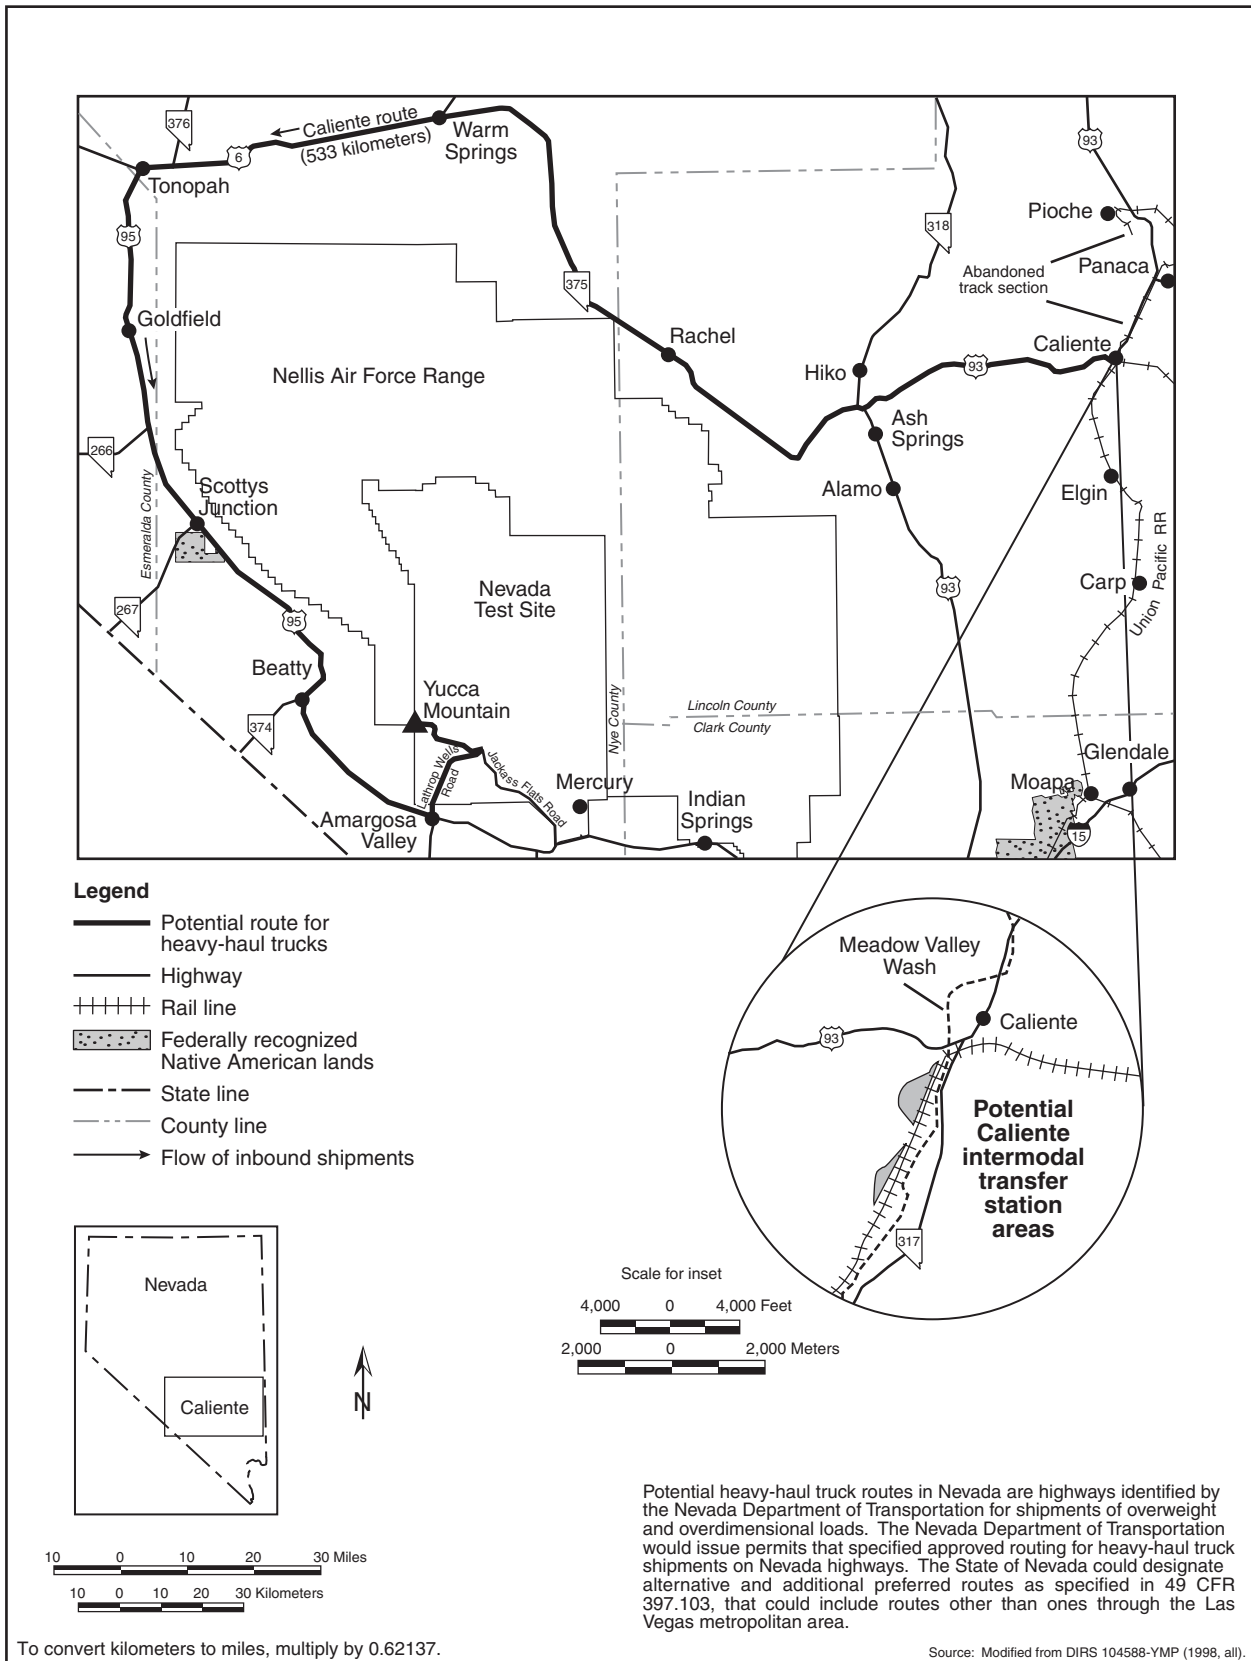 376
Caliente route
(533 kilometers)
6
Warm
Springs
Tonopah
93
95
Pioche
318
Abandoned
track section
Panaca
375
Goldfield
Rachel
Caliente
Nellis Air Force Range
Hiko
93
Ash
Springs
266
Esmeralda County
Scottys
Junction
Alamo
Elgin
Union Pacific RR
Nevada
Test Site
Carp
93
267
95
Beatty
Yucca
Mountain
Nye County
Lincoln County
Clark County
374
Lathrop Wells
Road
Jackass Flats Road
Mercury
Glendale
Moapa
Indian
Springs
Amargosa
Valley
15
Legend
Potential route for
heavy-haul trucks
Highway
Rail line
Federally recognized
Native American lands
State line
County line
Flow of inbound shipments
Meadow Valley
Wash
Caliente
93
Potential
Caliente
intermodal
transfer
station
areas
317
Nevada
Caliente
N
Scale for inset
4,000 0 4,000 Feet
2,000 0 2,000 Meters
10 0 10 20 30 Miles
10 0 10 20 30 Kilometers
To convert kilometers to miles, multiply by 0.62137.
Potential heavy-haul truck routes in Nevada are highways identified by
the Nevada Department of Transportation for shipments of overweight
and overdimensional loads. The Nevada Department of Transportation
would issue permits that specified approved routing for heavy-haul truck
shipments on Nevada highways. The State of Nevada could designate
alternative and additional preferred routes as specified in 49 CFR
397.103, that could include routes other than ones through the Las
Vegas metropolitan area.
Source: Modified from DIRS 104588-YMP (1998, all).